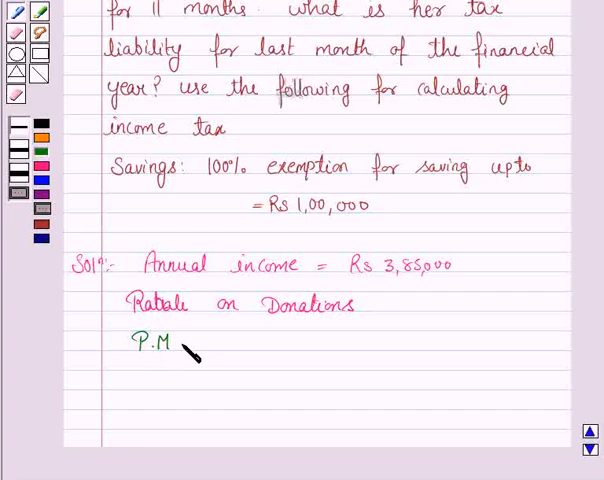 for 11 months. What is her tax
liability for last month of the financial
year? use the following for calculating
income tax
Savings: 100% exemption for saving upto
= Rs 1,00,000
Soln:- Annual income = Rs 3,85,000
Rabale on Donations
P.M